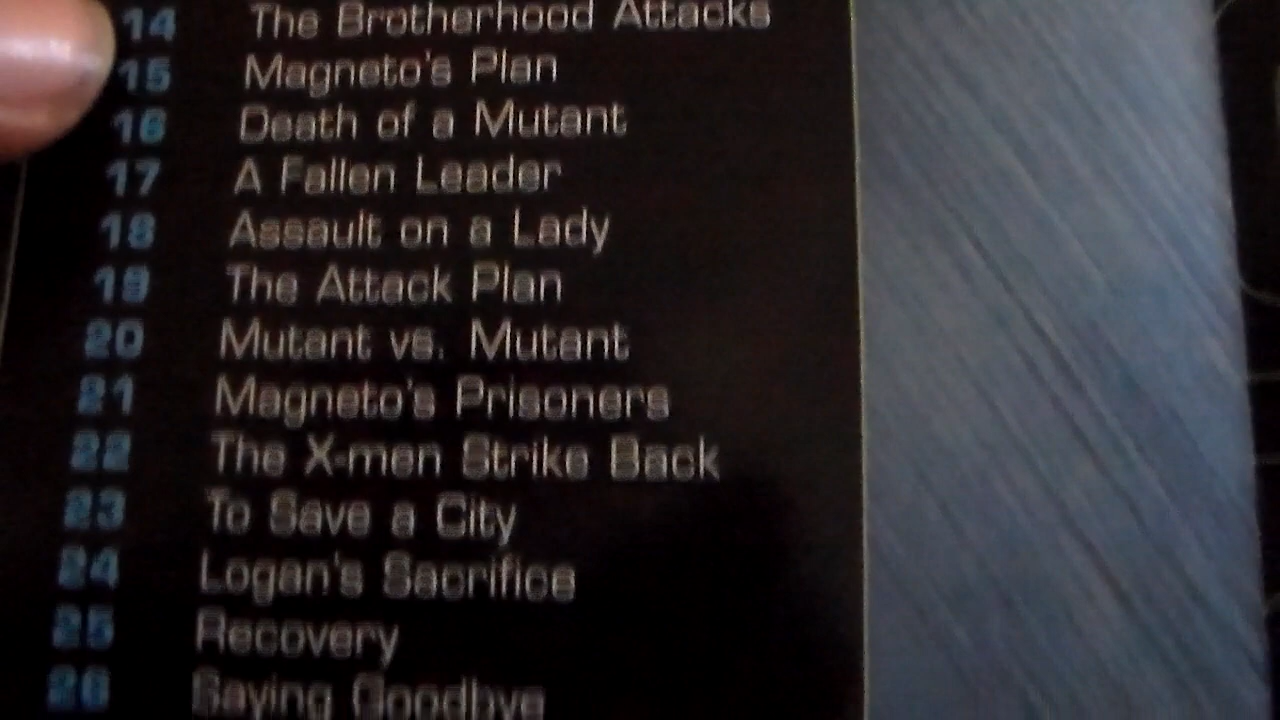 14 The Brotherhood Attacks
15 Magneto's Plan
16 Death of a Mutant
17 A Fallen Leader
18 Assault on a Lady
19 The Attack Plan
20 Mutant vs. Mutant
21 Magneto's Prisoners
22 The X-men Strike Back
23 To Save a City
24 Logan's Sacrifice
25 Recovery
26 Saying Goodbye